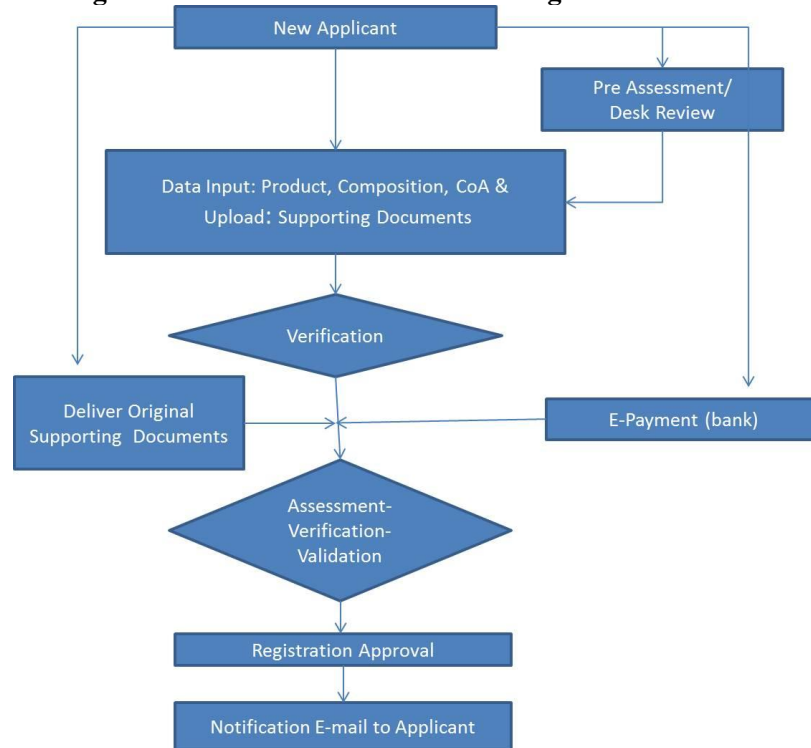 New Applicant
Pre Assessment/
Desk Review
Data Input: Product, Composition, CoA &
Upload: Supporting Documents
Verification
Deliver Original
Supporting Documents
E-Payment (bank)
Assessment-
Verification-
Validation
Registration Approval
Notification E-mail to Applicant